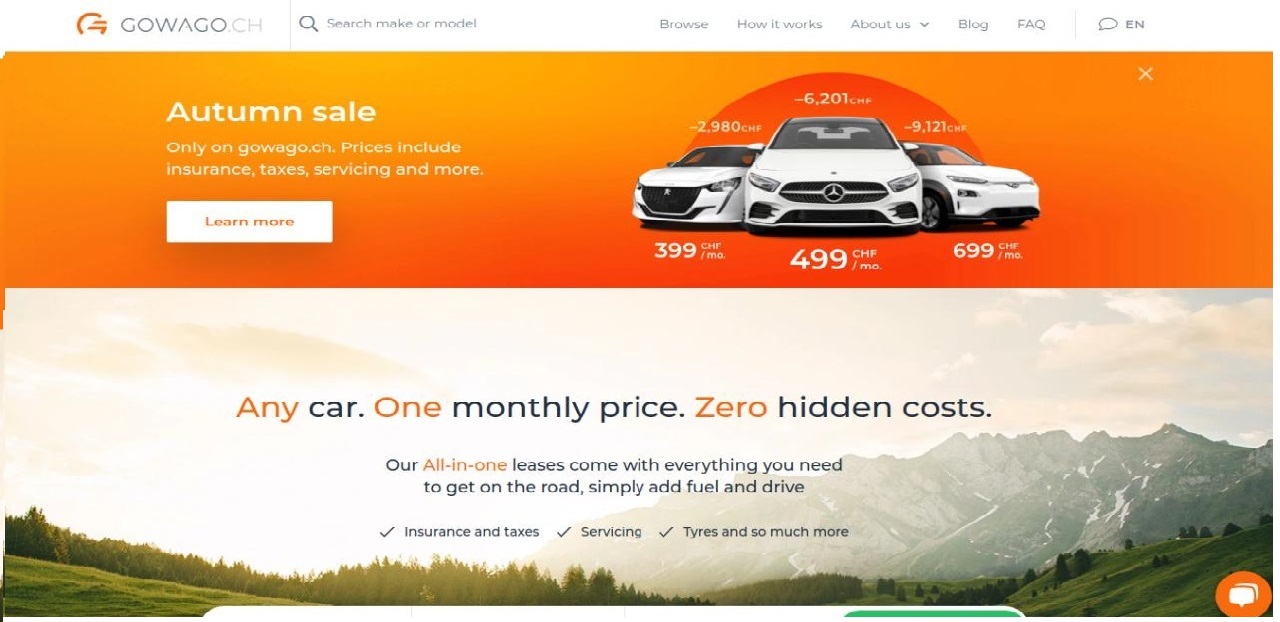 GOWAGO.CH
Search make or model
Browse
How it works
About us
Blog
FAQ
EN
Autumn sale
Only on gowago.ch. Prices include
insurance, taxes, servicing and more.
Learn more
–6,201CHF
–2,980CHF
–9,121CHF
399 CHF /mo.
499 CHF / mo.
699 CHF /mo.
Any car. One monthly price. Zero hidden costs.
Our All-in-one leases come with everything you need
to get on the road, simply add fuel and drive
Insurance and taxes
Servicing
Tyres and so much more